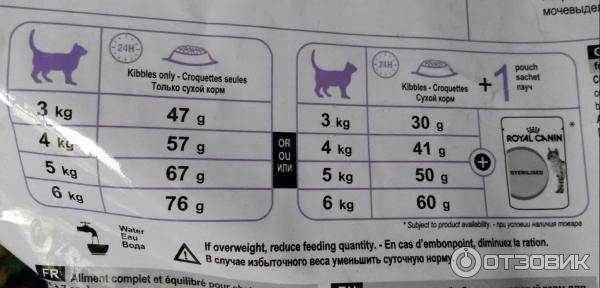 мочевыдел
24H
Kibbles only - Croquettes seules
Только сухой корм
3 kg 47 g
4 kg 57 g
5 kg 67 g
6 kg 76 g
OR
OU
ИЛИ
24H
Kibbles - Croquettes
Сухой корм
+ 1 pouch
sachet
пауч
3 kg 30 g
4 kg 41 g
5 kg 50 g
6 kg 60 g
+
ROYAL CANIN
STERILISED
*
* Subject to product availability. - при условии наличия товара
Water
Eau
Вода
If overweight, reduce feeding quantity. - En cas d'embonpoint, diminuez la ration.
В случае избыточного веса уменьшить суточную норму
FR Aliment complet et équilibré pour
ОТЗОВИК